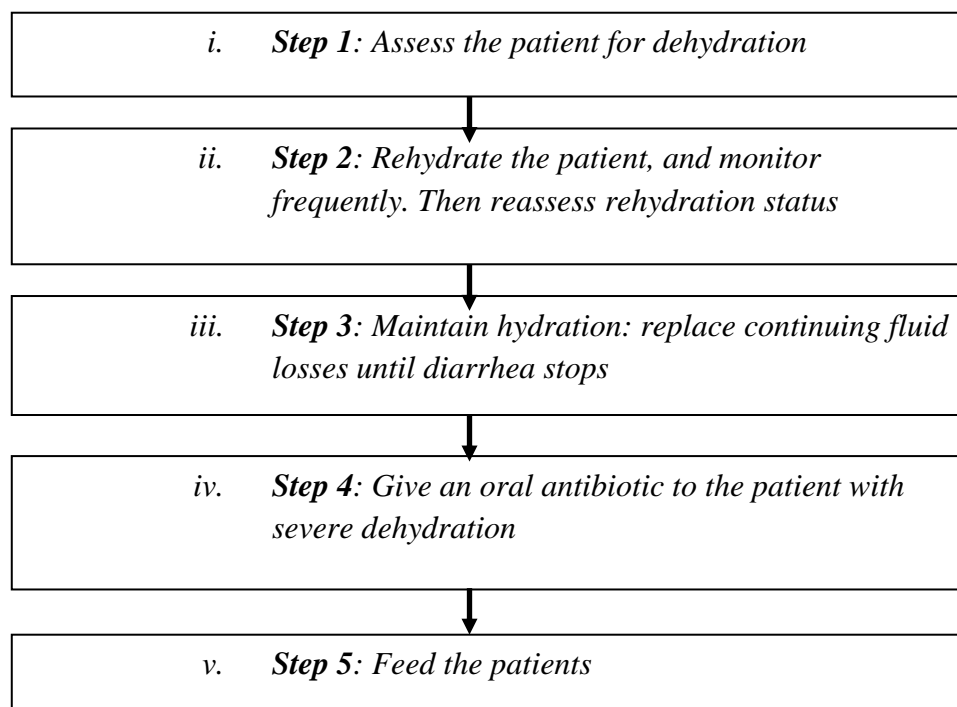 i. Step 1: Assess the patient for dehydration
ii. Step 2: Rehydrate the patient, and monitor
frequently. Then reassess rehydration status
iii. Step 3: Maintain hydration: replace continuing fluid
losses until diarrhea stops
iv. Step 4: Give an oral antibiotic to the patient with
severe dehydration
v. Step 5: Feed the patients